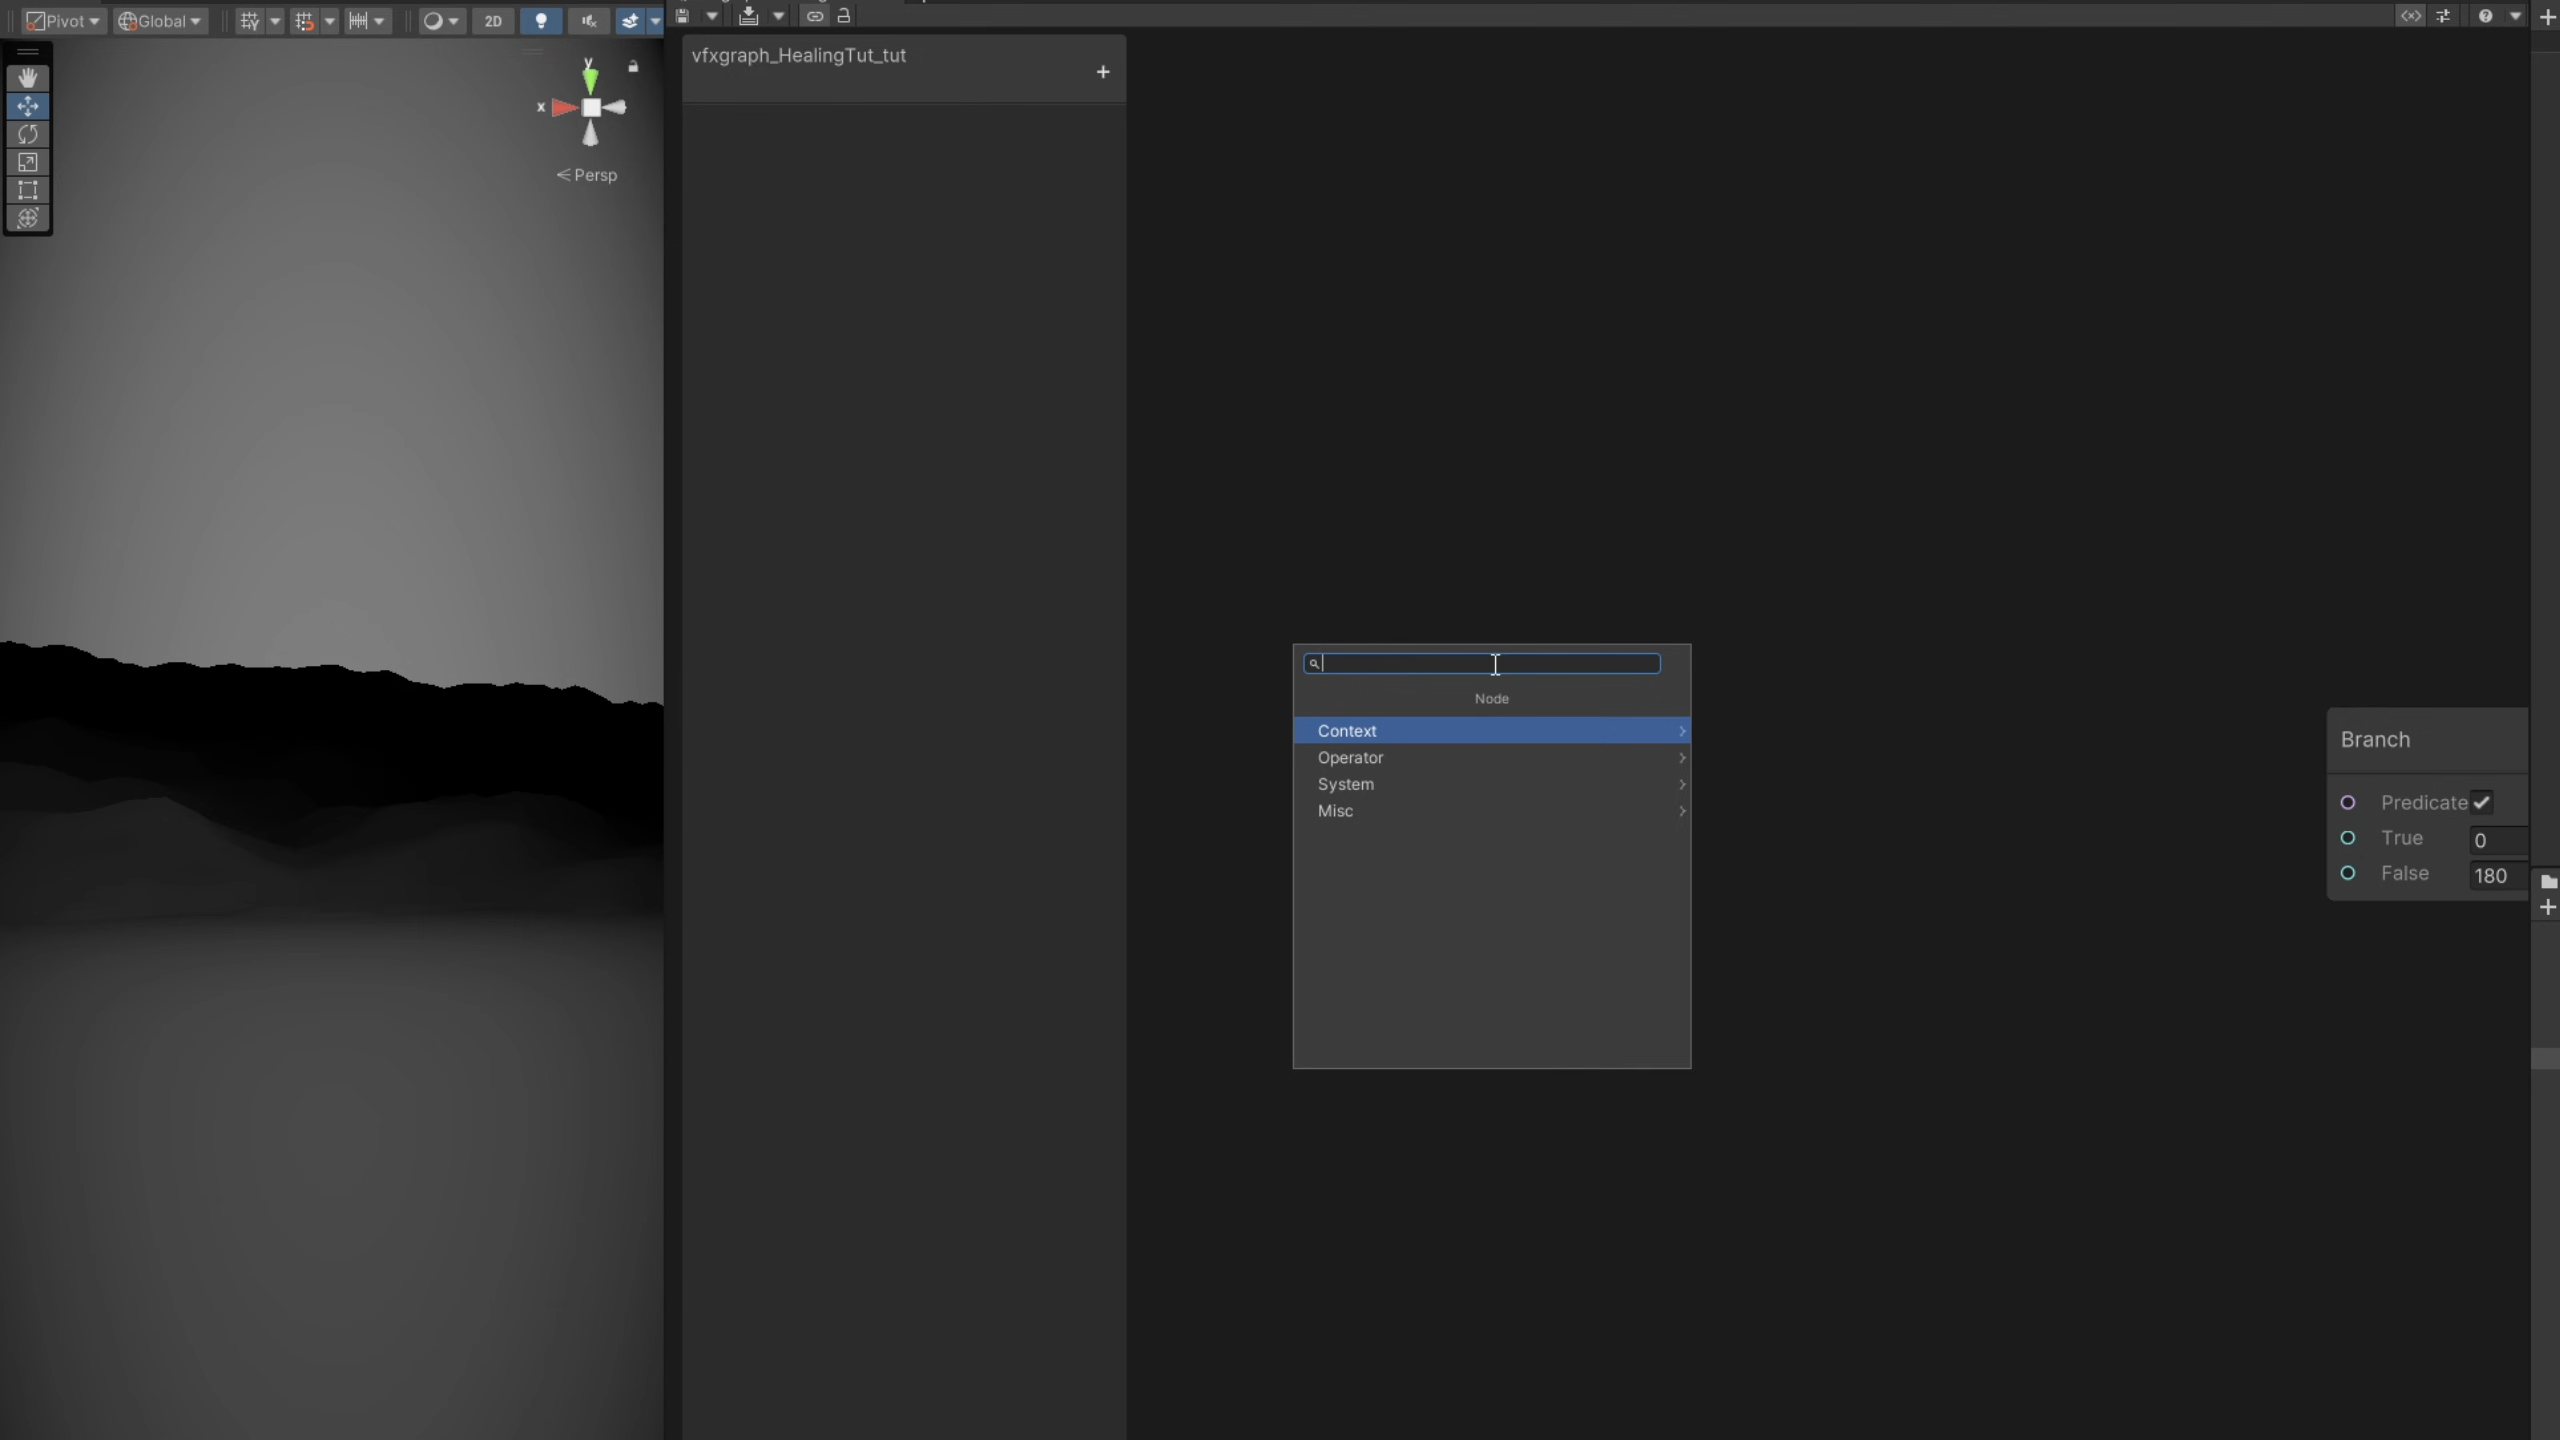 Pivot
Global
2D
y
x
Persp
vfxgraph_HealingTut_tut
Node
Context
Operator
System
Misc
Branch
Predicate
True
0
False
180